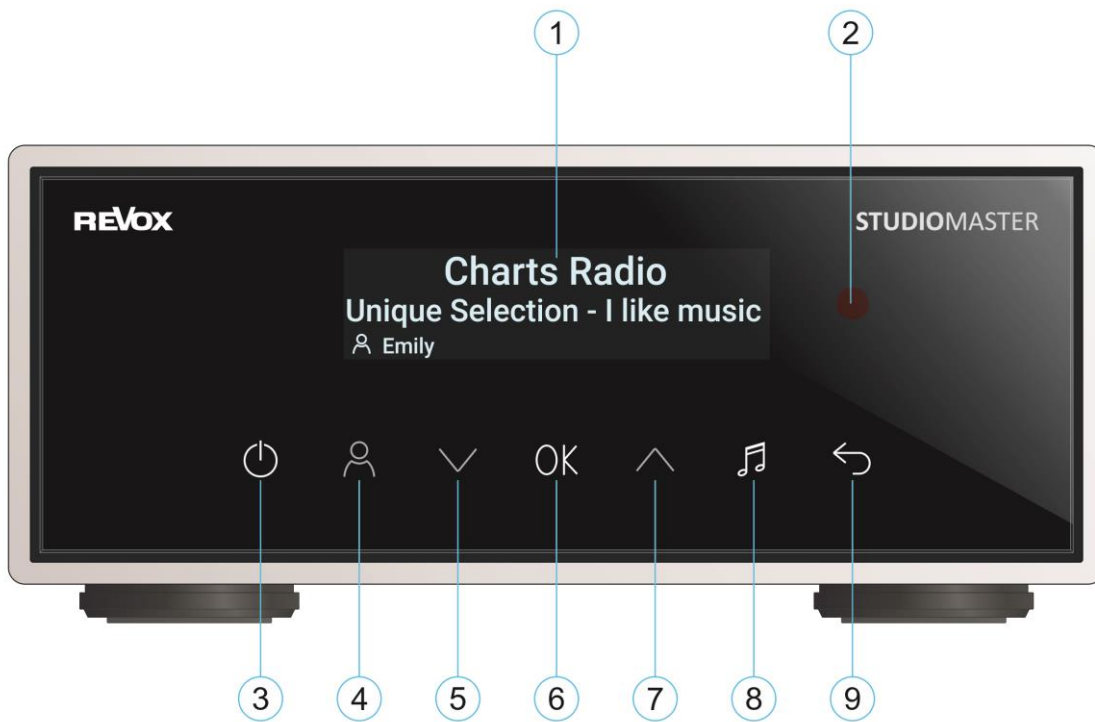 1 2
REVOX STUDIOMASTER
Charts Radio
Unique Selection - I like music
Emily
OK
3 4 5 6 7 8 9